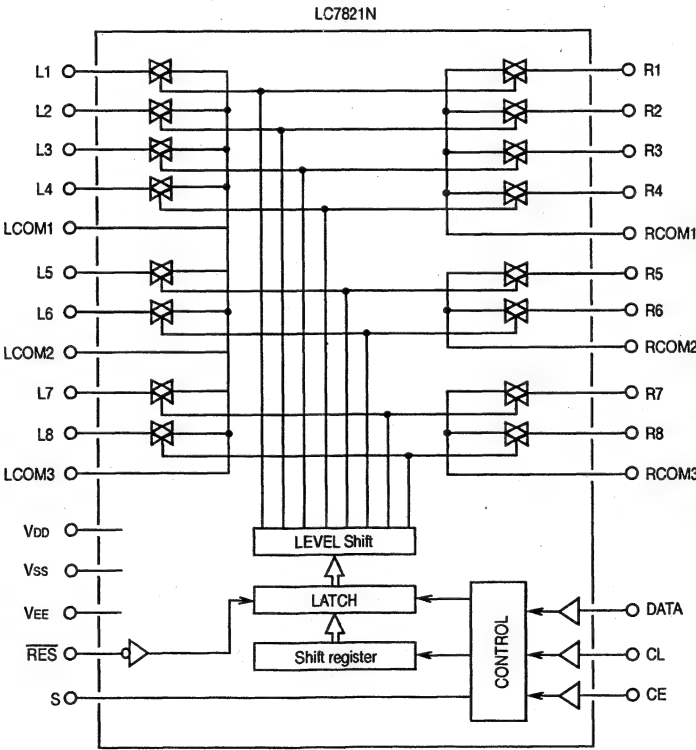 LC7821N
L1
R1
L2
R2
L3
R3
L4
R4
LCOM1
RCOM1
L5
R5
L6
R6
LCOM2
RCOM2
L7
R7
L8
R8
LCOM3
RCOM3
VDD
LEVEL Shift
VSS
LATCH
VEE
DATA
RES
Shift register
CONTROL
CL
S
CE